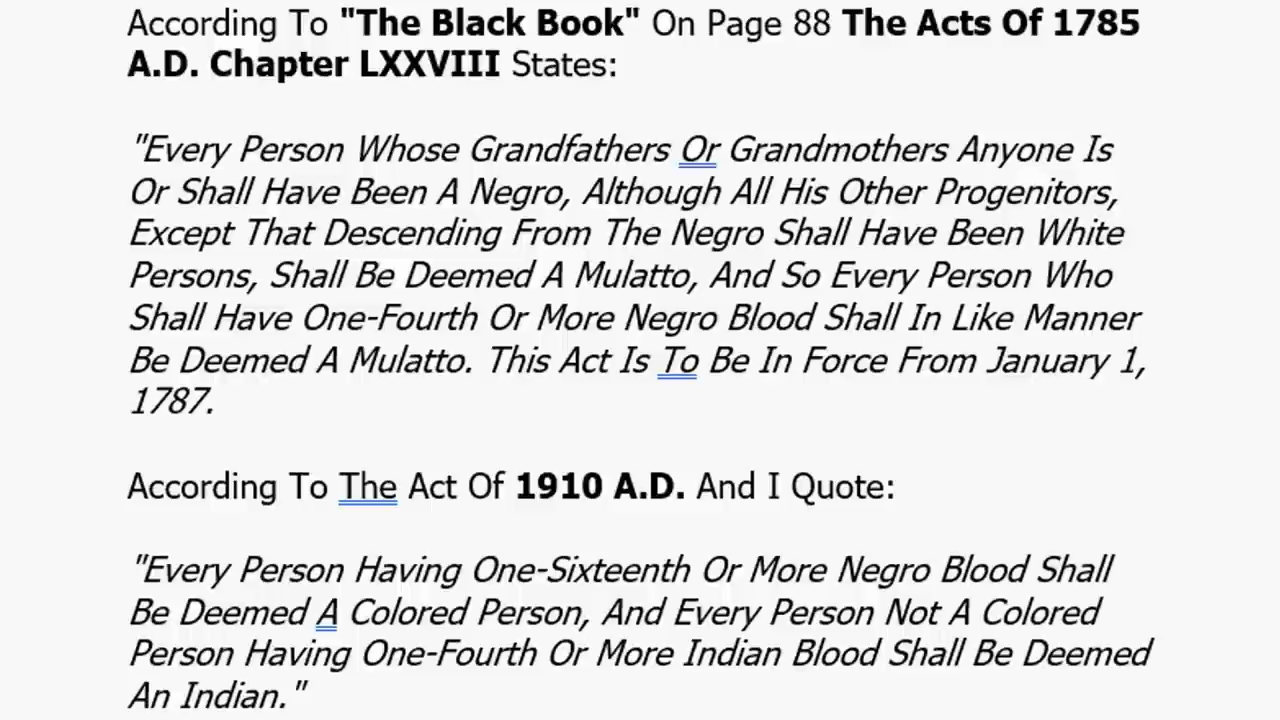 According To "The Black Book" On Page 88 The Acts Of 1785
A.D. Chapter LXXVIII States:
"Every Person Whose Grandfathers Or Grandmothers Anyone Is
Or Shall Have Been A Negro, Although All His Other Progenitors,
Except That Descending From The Negro Shall Have Been White
Persons, Shall Be Deemed A Mulatto, And So Every Person Who
Shall Have One-Fourth Or More Negro Blood Shall In Like Manner
Be Deemed A Mulatto. This Act Is To Be In Force From January 1,
1787.
According To The Act Of 1910 A.D. And I Quote:
"Every Person Having One-Sixteenth Or More Negro Blood Shall
Be Deemed A Colored Person, And Every Person Not A Colored
Person Having One-Fourth Or More Indian Blood Shall Be Deemed
An Indian."